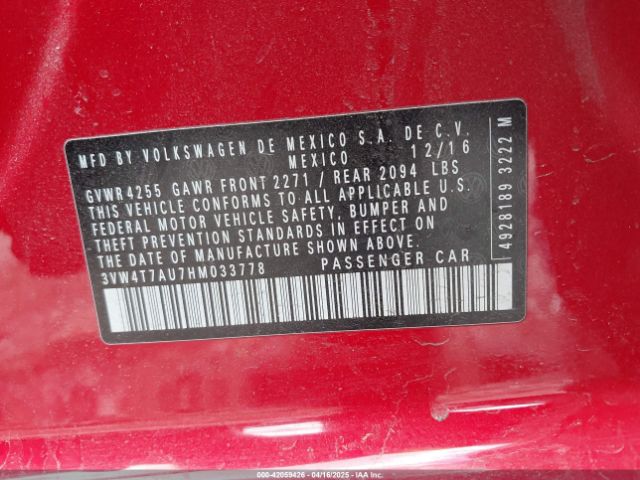 MFD BY VOLKSWAGEN DE MEXICO S.A. DE C.V.
MEXICO 12/16
GVWR 4255 GAWR FRONT 2271 / REAR 2094 LBS
THIS VEHICLE CONFORMS TO ALL APPLICABLE U.S.
FEDERAL MOTOR VEHICLE SAFETY, BUMPER AND
THEFT PREVENTION STANDARDS IN EFFECT ON
THE DATE OF MANUFACTURE SHOWN ABOVE.
3VW4T7AU7HM033778 PASSENGER CAR
4928189 3222 M
000-42059426 - 04/16/2025 - IAA Inc.